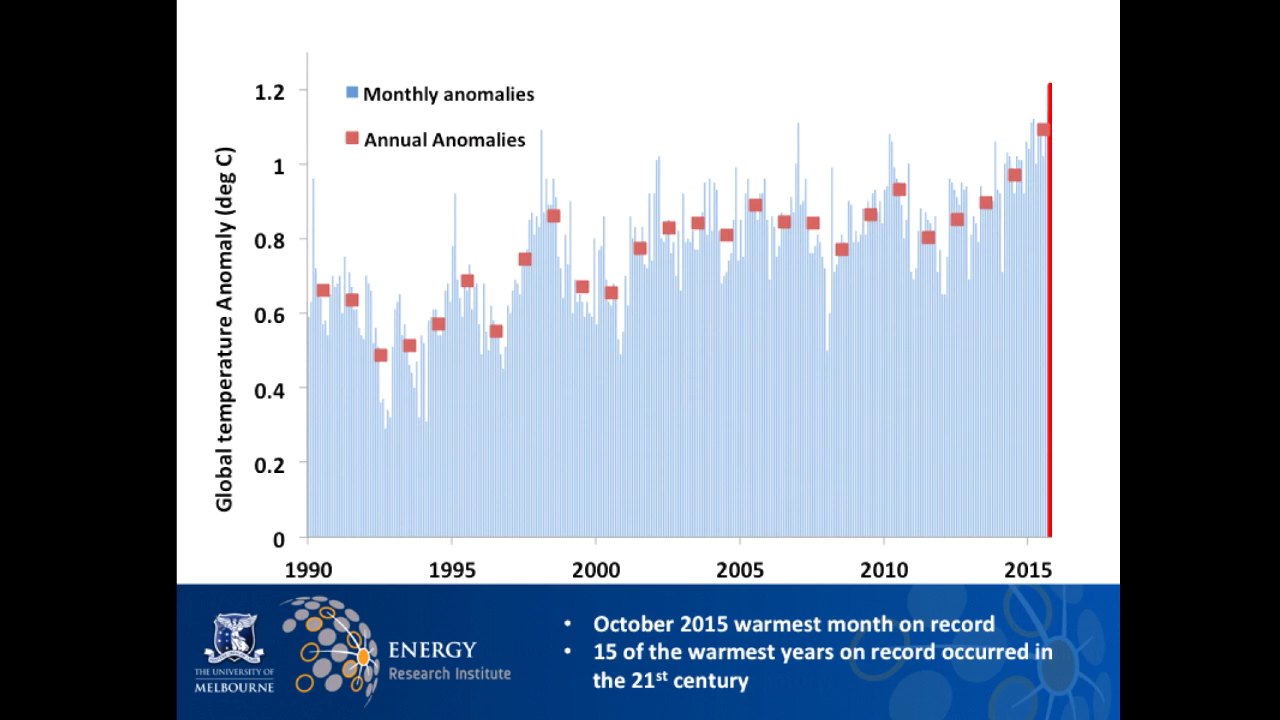 1.2
1
0.8
0.6
0.4
0.2
0
Global temperature Anomaly (deg C)
Monthly anomalies
Annual Anomalies
1990 1995 2000 2005 2010 2015
THE UNIVERSITY OF
MELBOURNE
ENERGY
Research Institute
• October 2015 warmest month on record
• 15 of the warmest years on record occurred in
the 21st century